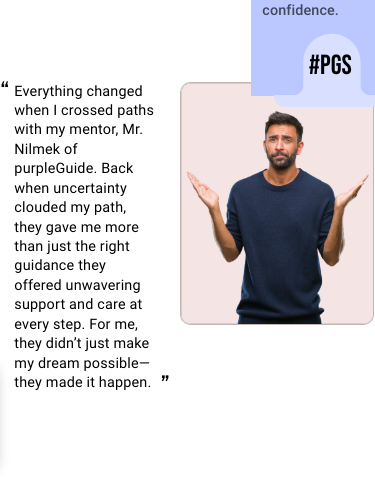 confidence.
#PGS
“ Everything changed
when I crossed paths
with my mentor, Mr.
Nilmek of
purpleGuide. Back
when uncertainty
clouded my path,
they gave me more
than just the right
guidance they
offered unwavering
support and care at
every step. For me,
they didn’t just make
my dream possible—
they made it happen. ”